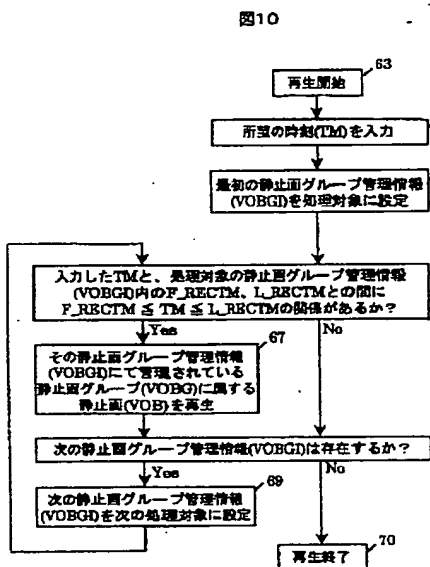 図10
63
再生開始
所望の時刻(TM)を入力
最初の静止画グループ管理情報
(VOBGI)を処理対象に設定
入力したTMと、処理対象の静止画グループ管理情報
(VOBGI)内のF_RECTM、L_RECTMとの間に
F_RECTM ≦ TM ≦ L_RECTMの関係があるか？
Yes
No
67
その静止画グループ管理情報
(VOBGI)にて管理されている
静止画グループ(VOBG)に属する
静止画(VOB)を再生
次の静止画グループ管理情報(VOBGI)は存在するか？
Yes
No
69
次の静止画グループ管理情報
(VOBGI)を次の処理対象に設定
70
再生終了